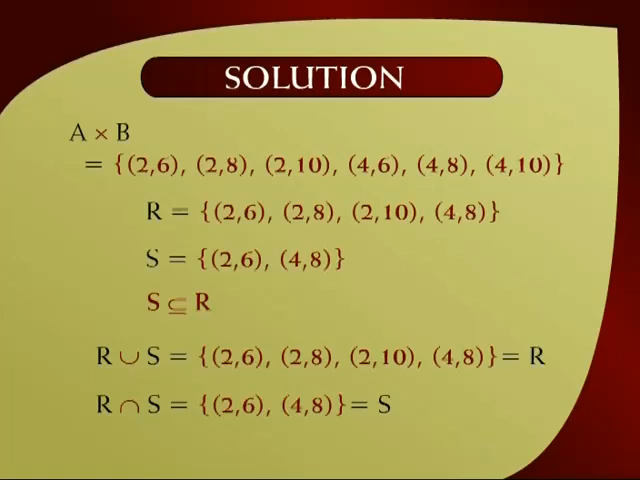 SOLUTION
A × B
= {(2,6), (2,8), (2,10), (4,6), (4,8), (4,10)}
R = {(2,6), (2,8), (2,10), (4,8)}
S = {(2,6), (4,8)}
S ⊆ R
R ∪ S = {(2,6), (2,8), (2,10), (4,8)} = R
R ∩ S = {(2,6), (4,8)} = S